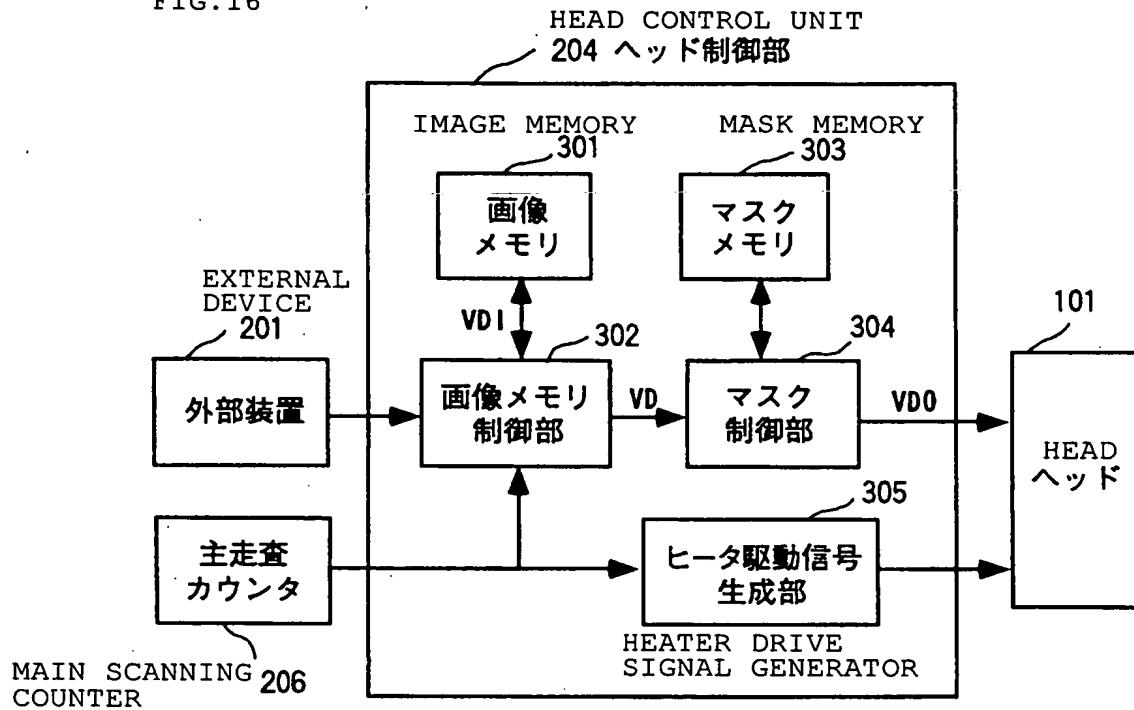 FIG.16
HEAD CONTROL UNIT
204 ヘッド制御部
IMAGE MEMORY
301
MASK MEMORY
303
画像
メモリ
マスク
メモリ
EXTERNAL
DEVICE
201
VDI
302
304
101
外部装置
画像メモリ
制御部
VD
マスク
制御部
VDO
HEAD
ヘッド
305
主走査
カウンタ
ヒータ駆動信号
生成部
HEATER DRIVE
SIGNAL GENERATOR
MAIN SCANNING
COUNTER
206